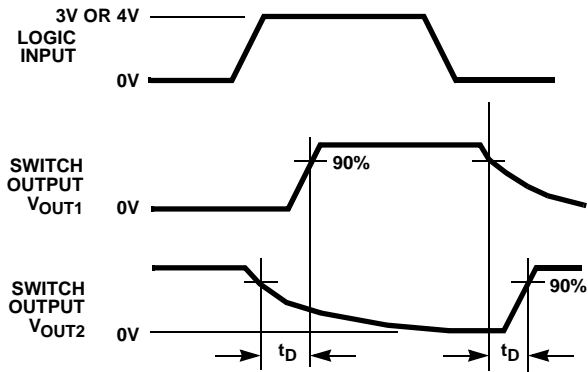 3V OR 4V
LOGIC
INPUT
0V
SWITCH
OUTPUT
VOUT1
0V
90%
SWITCH
OUTPUT
VOUT2
0V
90%
tD
tD